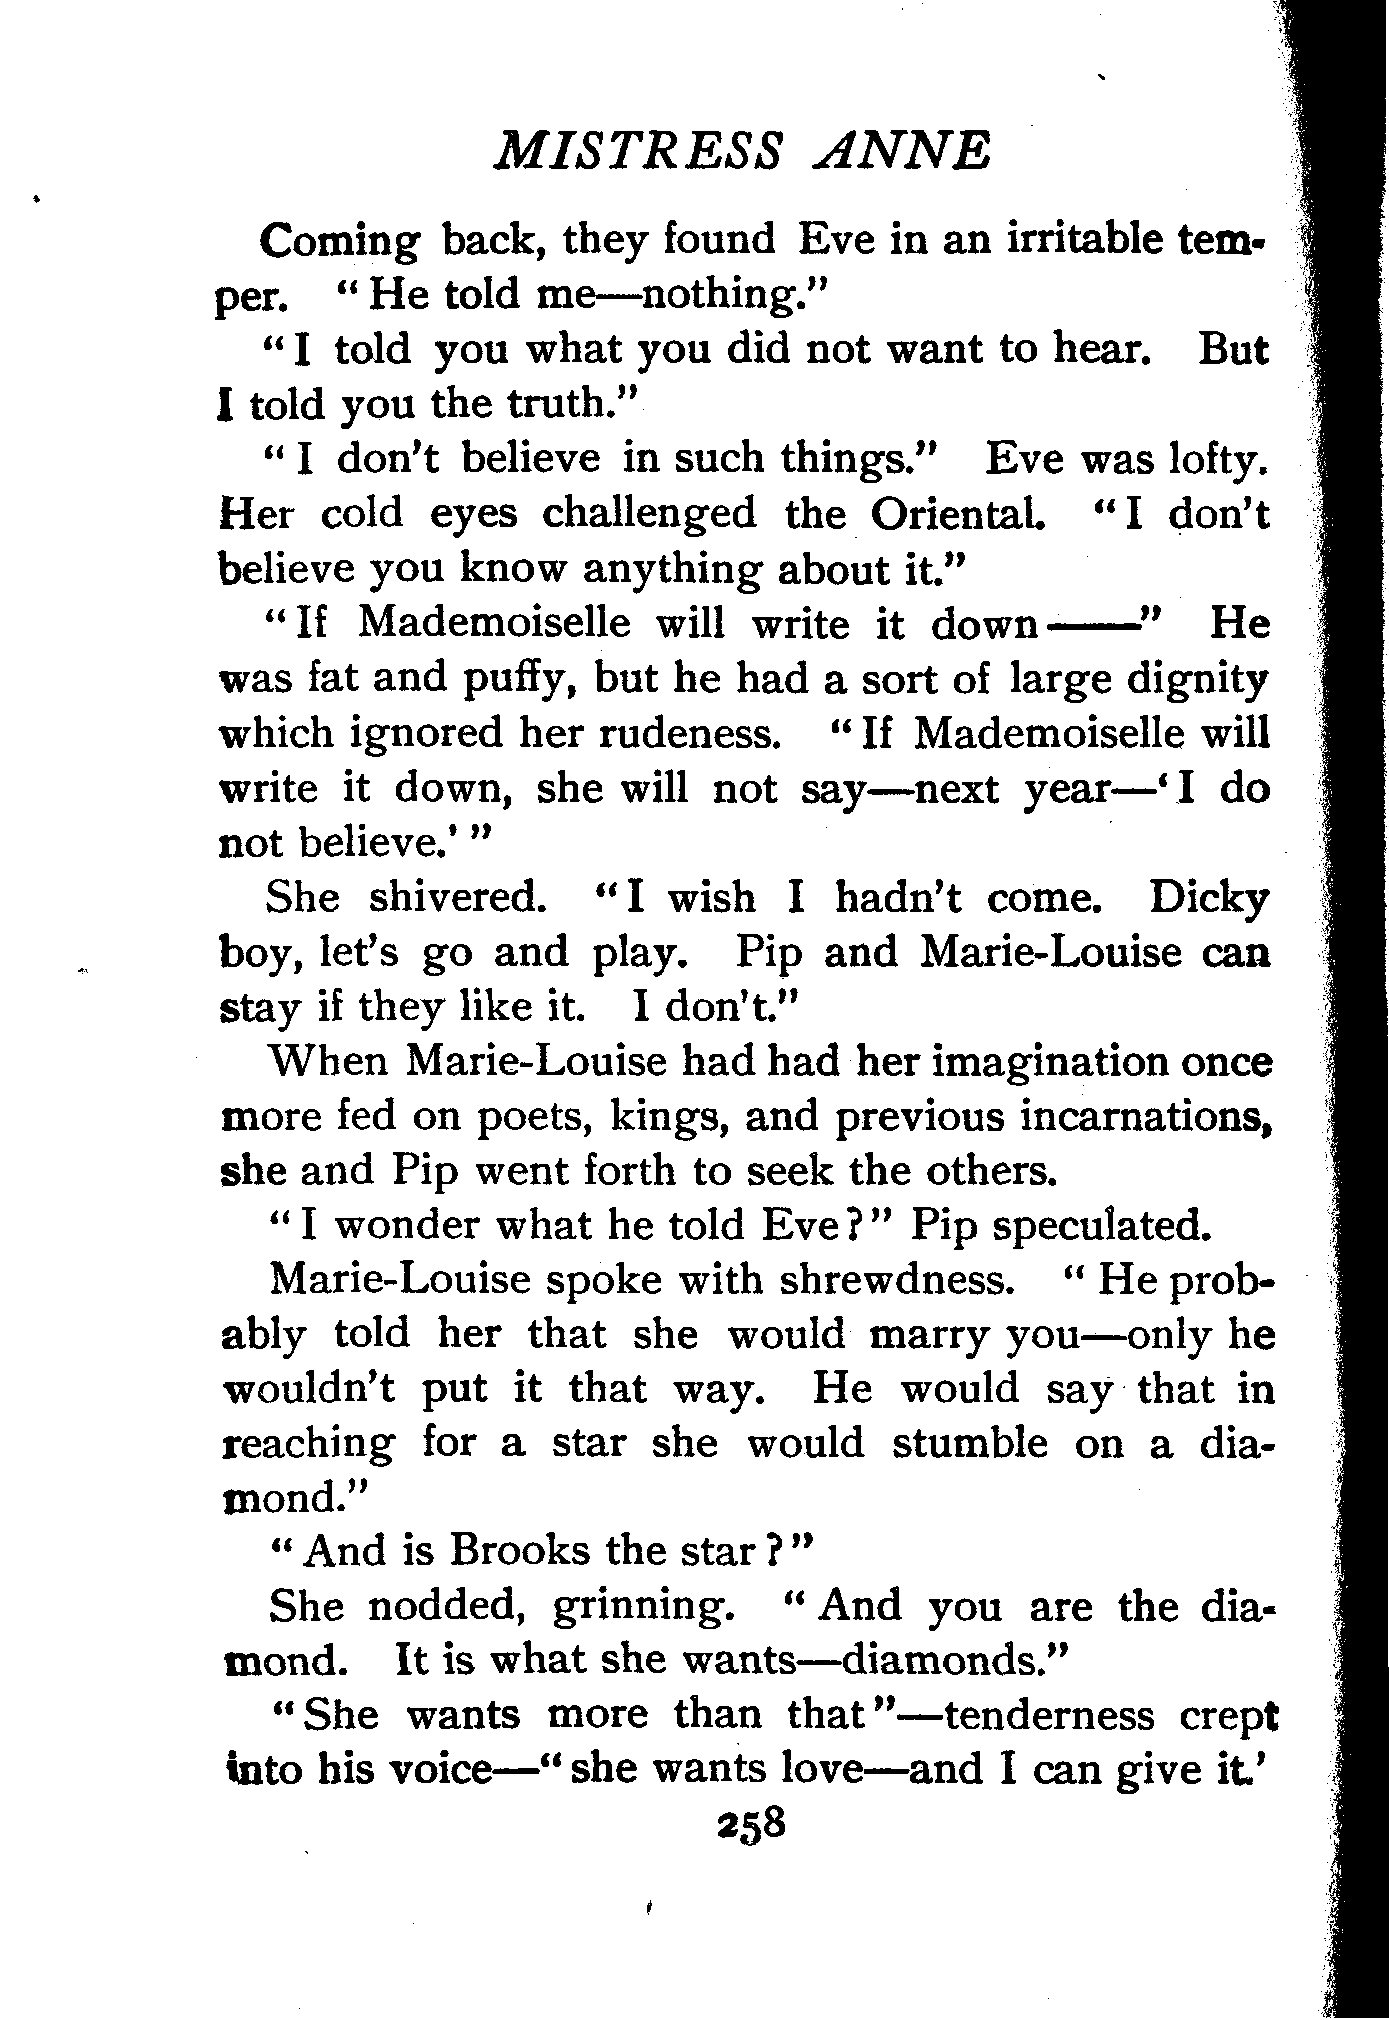 MISTRESS ANNE
Coming back, they found Eve in an irritable tem-
per. "He told me—nothing."
"I told you what you did not want to hear. But
I told you the truth."
"I don't believe in such things." Eve was lofty.
Her cold eyes challenged the Oriental. "I don't
believe you know anything about it."
"If Mademoiselle will write it down——" He
was fat and puffy, but he had a sort of large dignity
which ignored her rudeness. "If Mademoiselle will
write it down, she will not say—next year—'I do
not believe.'"
She shivered. "I wish I hadn't come. Dicky
boy, let's go and play. Pip and Marie-Louise can
stay if they like it. I don't."
When Marie-Louise had had her imagination once
more fed on poets, kings, and previous incarnations,
she and Pip went forth to seek the others.
"I wonder what he told Eve?" Pip speculated.
Marie-Louise spoke with shrewdness. "He prob-
ably told her that she would marry you—only he
wouldn't put it that way. He would say that in
reaching for a star she would stumble on a dia-
mond."
"And is Brooks the star?"
She nodded, grinning. "And you are the dia-
mond. It is what she wants—diamonds."
"She wants more than that"—tenderness crept
into his voice—"she wants love—and I can give it.'
258